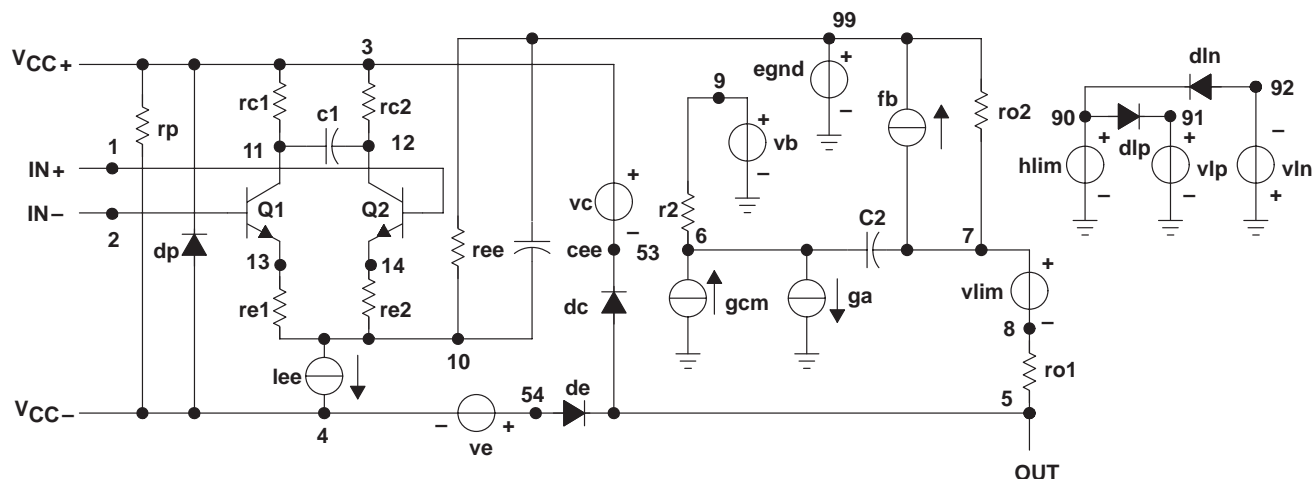 99
3
V CC+
egnd
+
−
fb
ro2
dln
92
9
rc1
c1
rc2
rp
+
−
vb
90
91
dlp
11
12
1
IN+
+
−
hlim
+
−
vlp
−
+
vln
IN−
2
Q1
Q2
dp
vc
+
−
r2
C2
6
7
ree
cee
53
13
14
re1
re2
dc
gcm
ga
vlim
+
−
8
10
lee
ro1
54
de
5
V CC−
4
−
+
ve
OUT